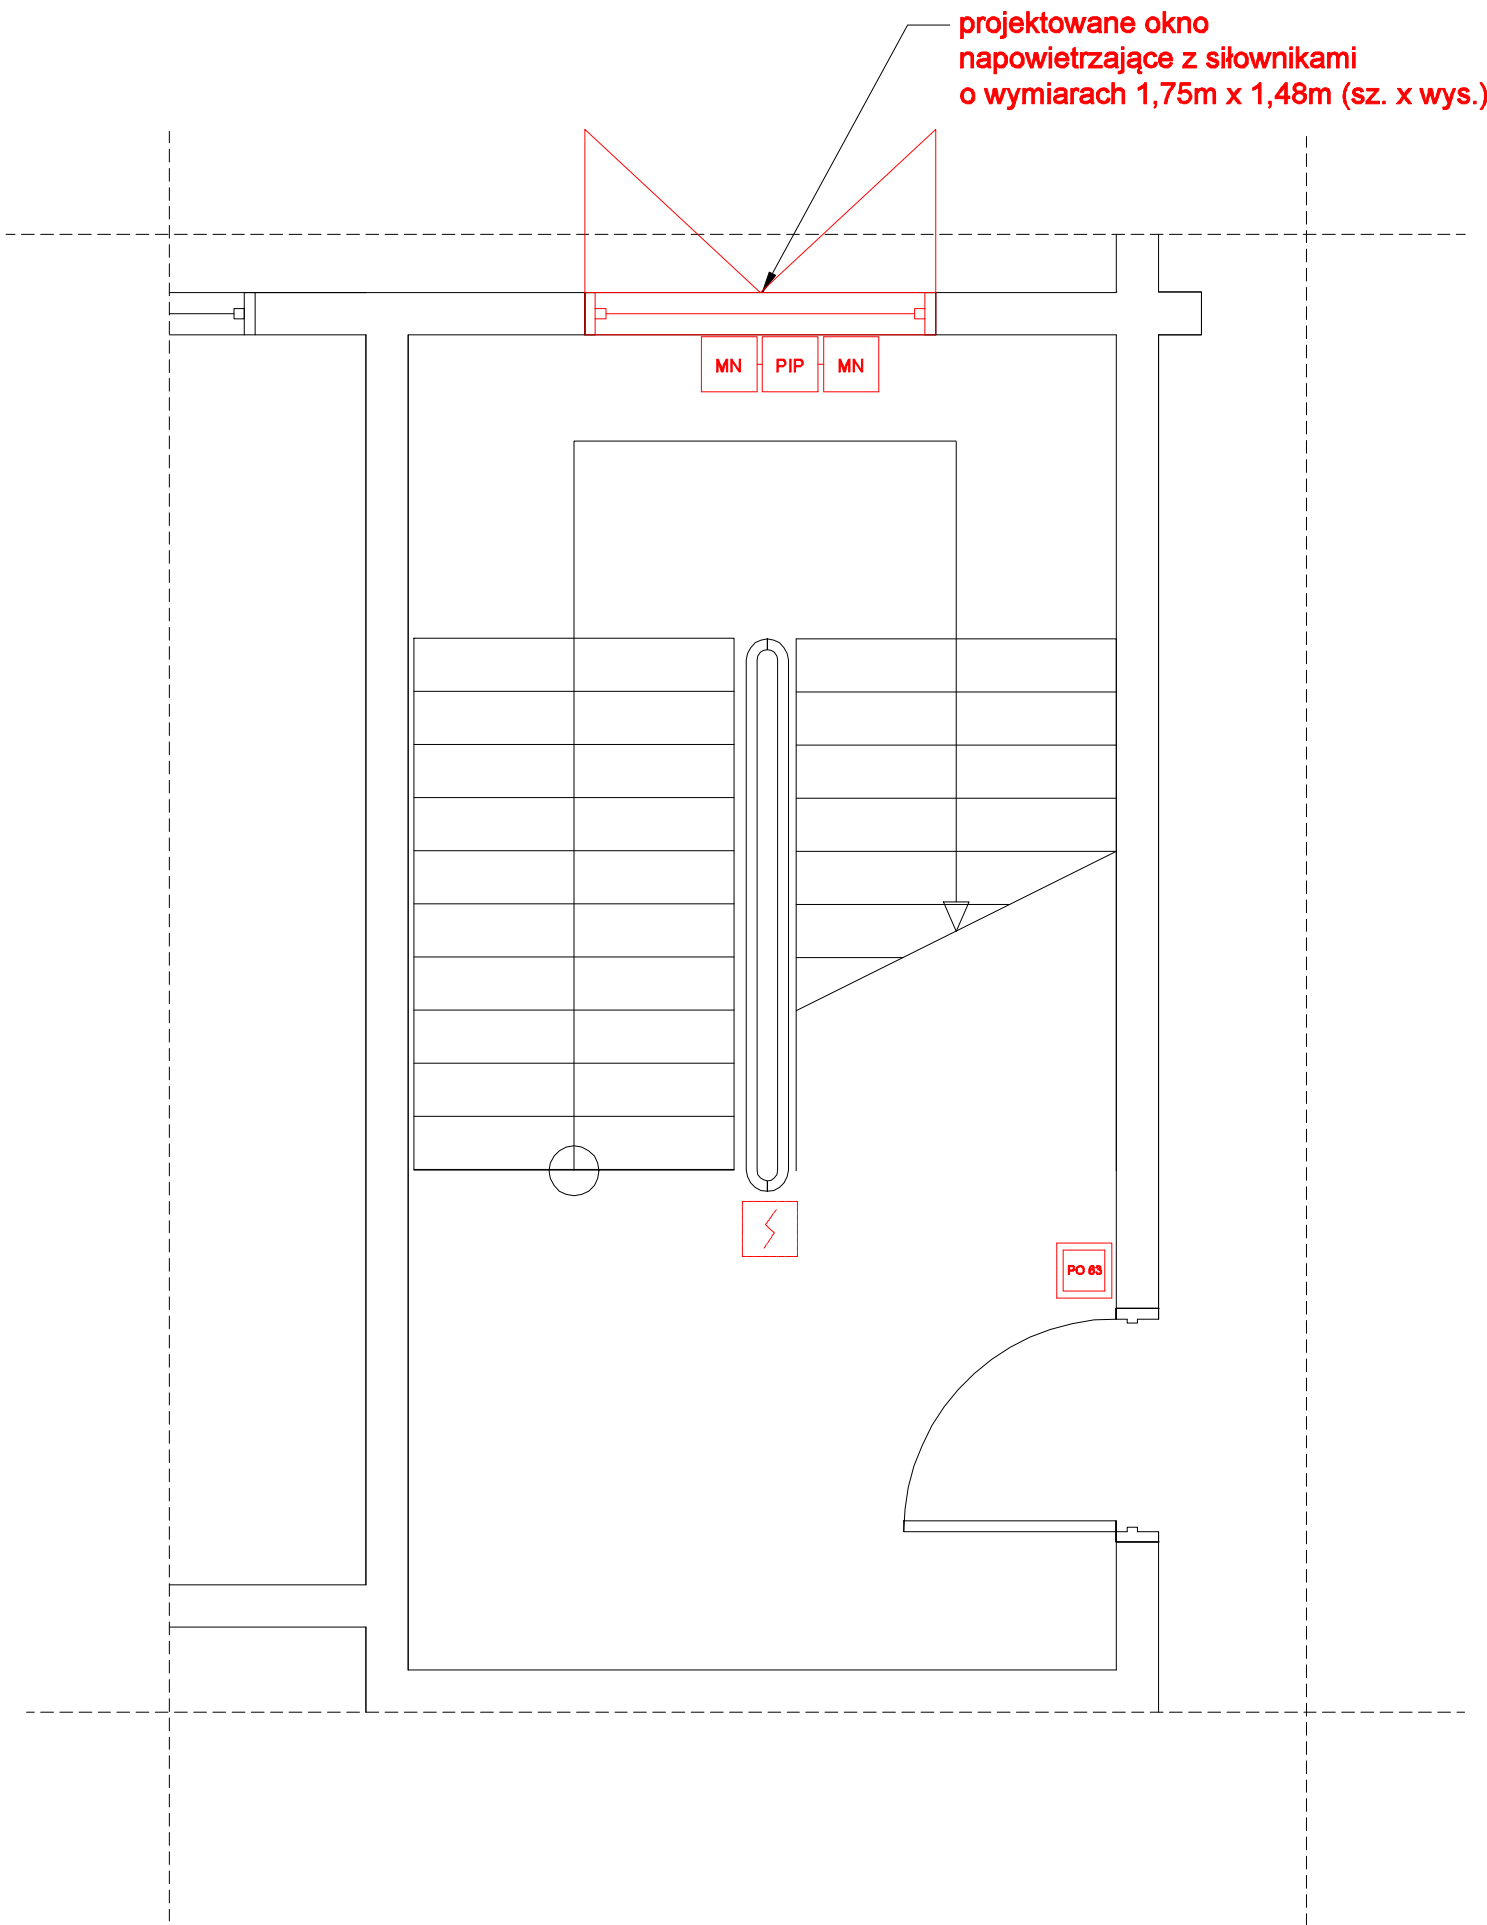 projektowane okno
napowietrzające z siłownikami
o wymiarach 1,75m x 1,48m (sz. x wys.)
MN PIP MN
PO 63